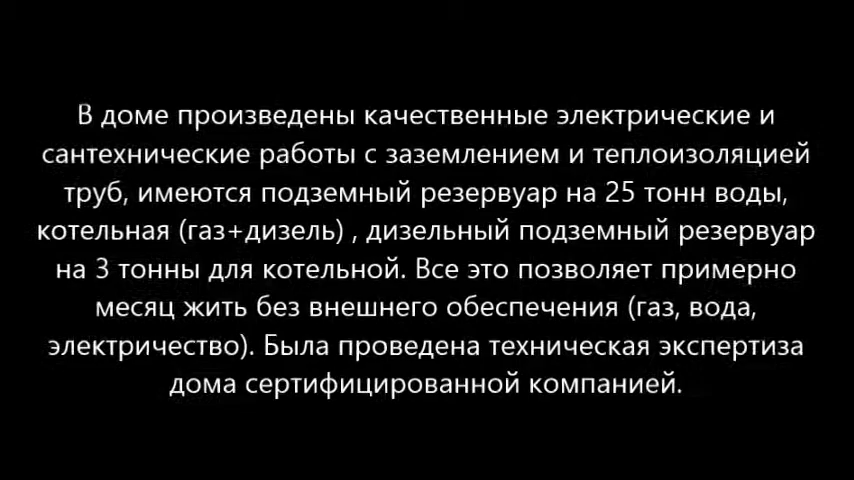 В доме произведены качественные электрические и
сантехнические работы с заземлением и теплоизоляцией
труб, имеются подземный резервуар на 25 тонн воды,
котельная (газ+дизель) , дизельный подземный резервуар
на 3 тонны для котельной. Все это позволяет примерно
месяц жить без внешнего обеспечения (газ, вода,
электричество). Была проведена техническая экспертиза
дома сертифицированной компанией.